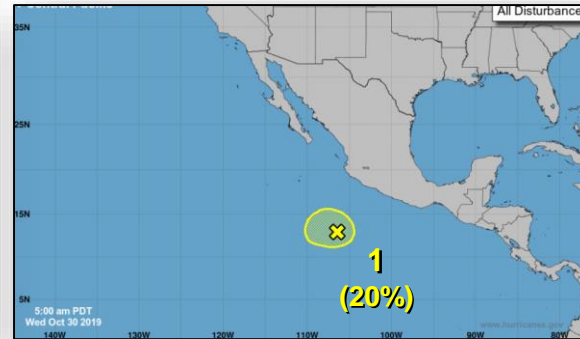 All Disturbance
35N
25N
15N
1
(20%)
5N
5:00 am PDT
Wed Oct 30 2019
www.hurricanes.gov
140W
130W
120W
110W
100W
90W
80W